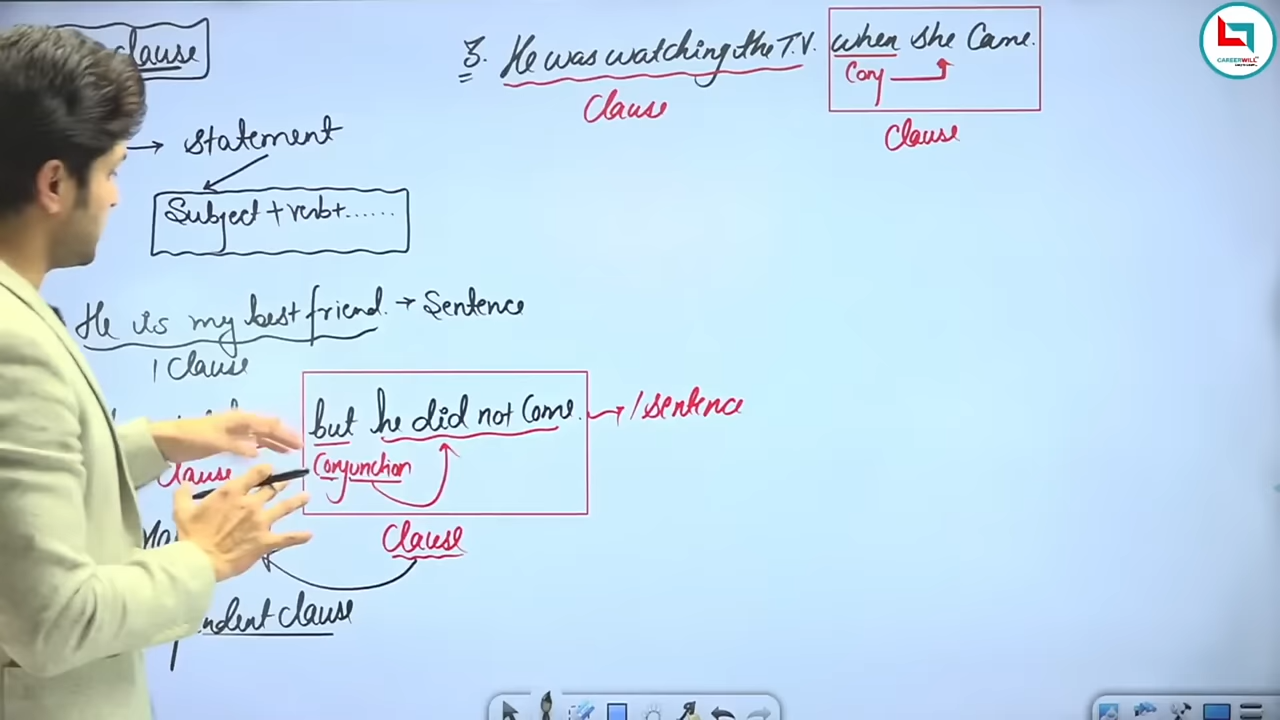 clause
→ statement
Subject + verb + ......
He is my best friend. → Sentence
1 Clause
but he did not come. → 1 sentence
Clause
Conjunction
Clause
ndent clause
3. He was watching the T.V. when she came.
Conj
Clause
Clause
CAREERWILL